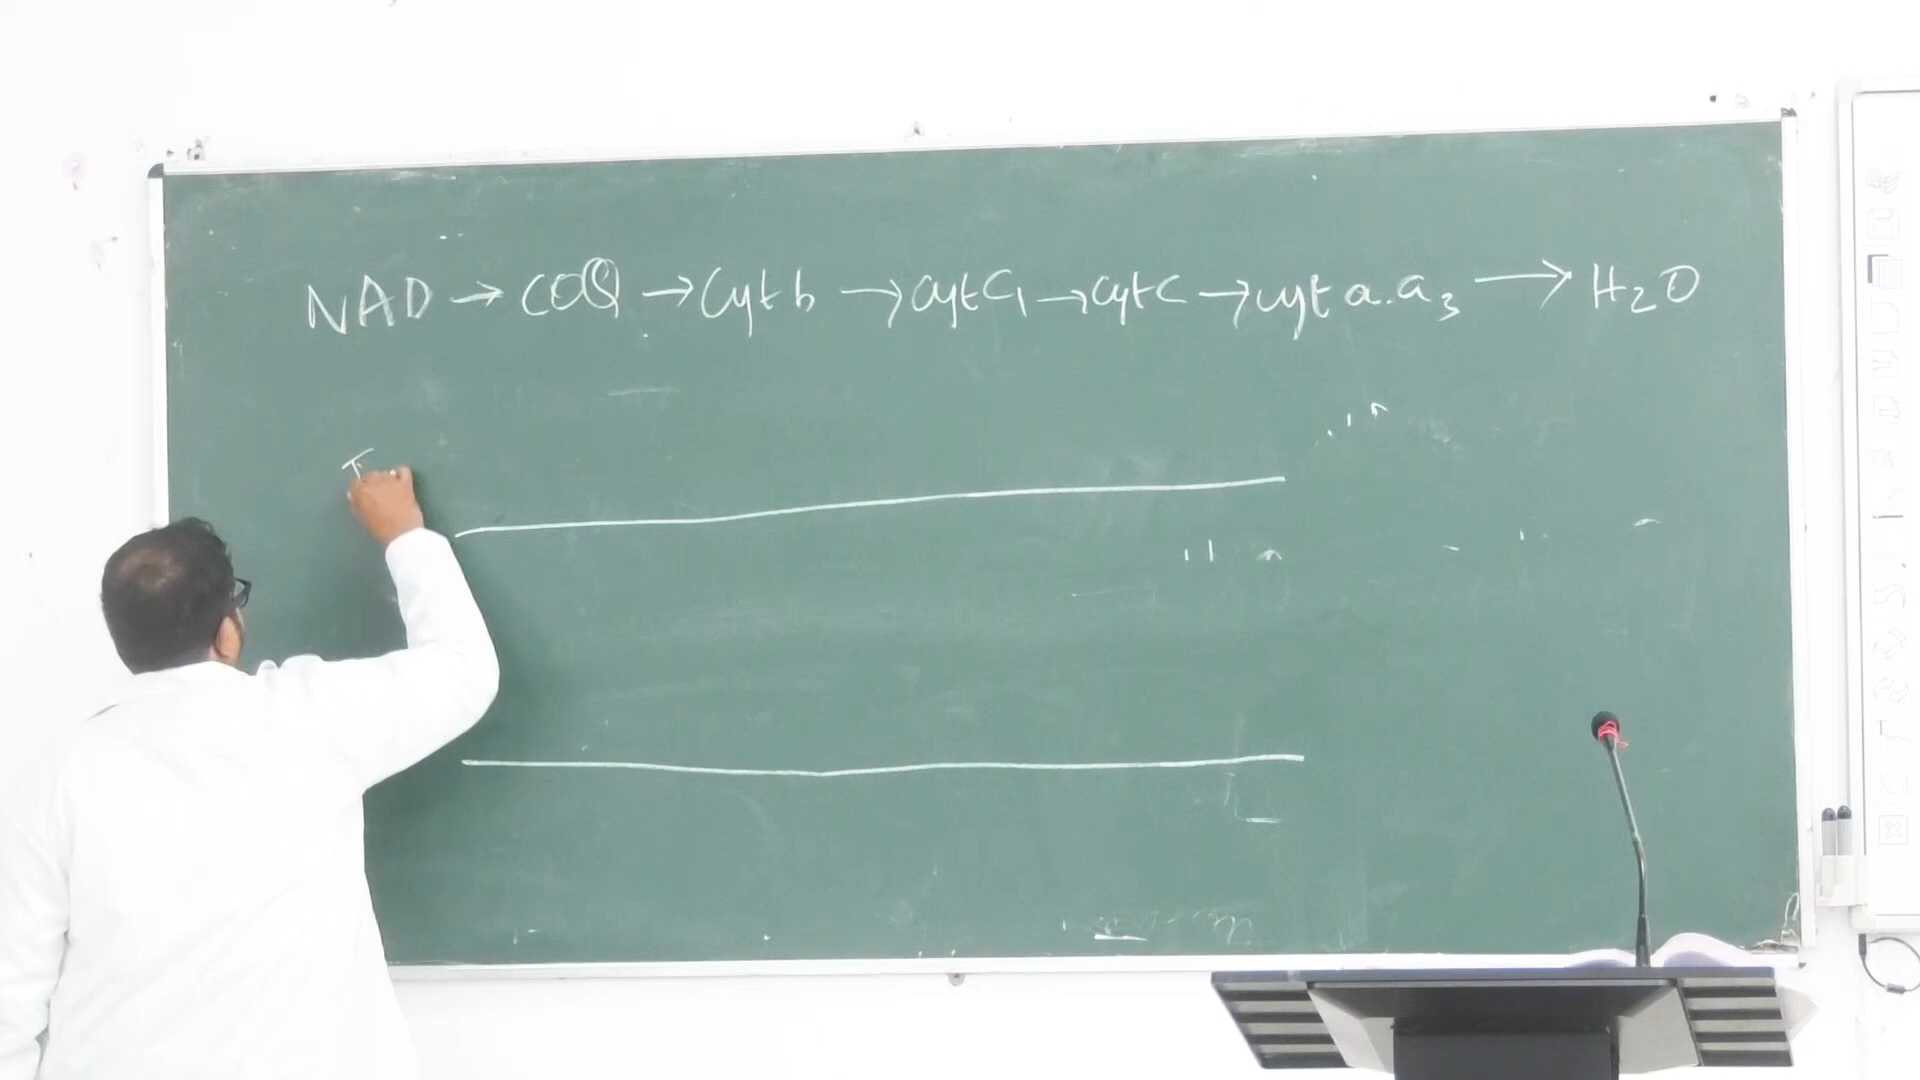 NAD → COQ → Cyt b → Cyt C₁ → Cyt C → Cyt a.a₃ → H₂O